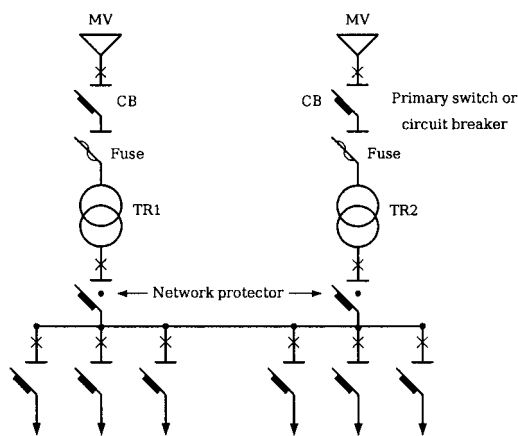 MV
MV
CB
CB
Primary switch or
circuit breaker
Fuse
Fuse
TR1
TR2
Network protector